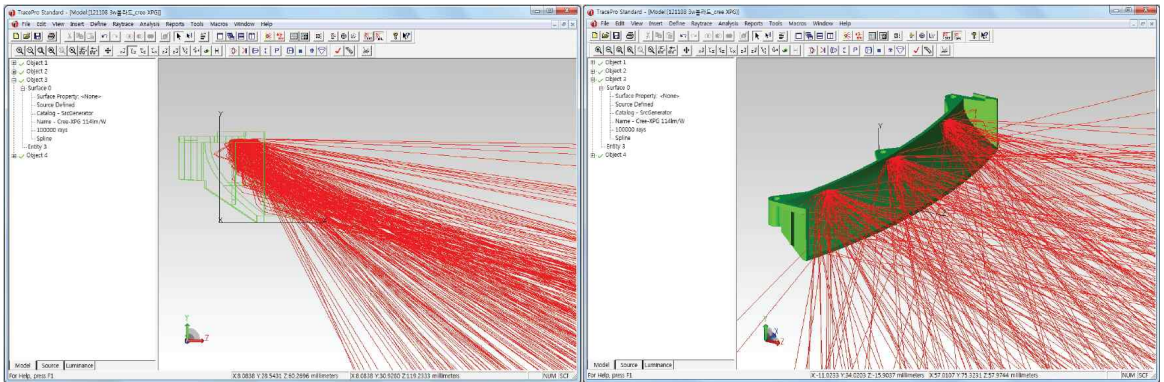 TracePro Standard - [Model:[121108 3w볼라드_cree XPG]]
File Edit View Insert Define Raytrace Analysis Reports Tools Macros Window Help
Object 1
Object 2
Object 3
Surface 0
Surface Property: <None>
Source Defined
Catalog - SrcGenerator
Name - Cree-XPG 114lm/W
100000 rays
Spline
Entity 3
Object 4
Y
X
Y
Z
Model Source Luminance
For Help, press F1
NUM SCF
TracePro Standard - [Model:[121108 3w볼라드_cree XPG]]
File Edit View Insert Define Raytrace Analysis Reports Tools Macros Window Help
Object 1
Object 2
Object 3
Surface 0
Surface Property: <None>
Source Defined
Catalog - SrcGenerator
Name - Cree-XPG 114lm/W
100000 rays
Spline
Entity 3
Object 4
Y
Y
X
Z
Model Source Luminance
For Help, press F1
NUM SCF